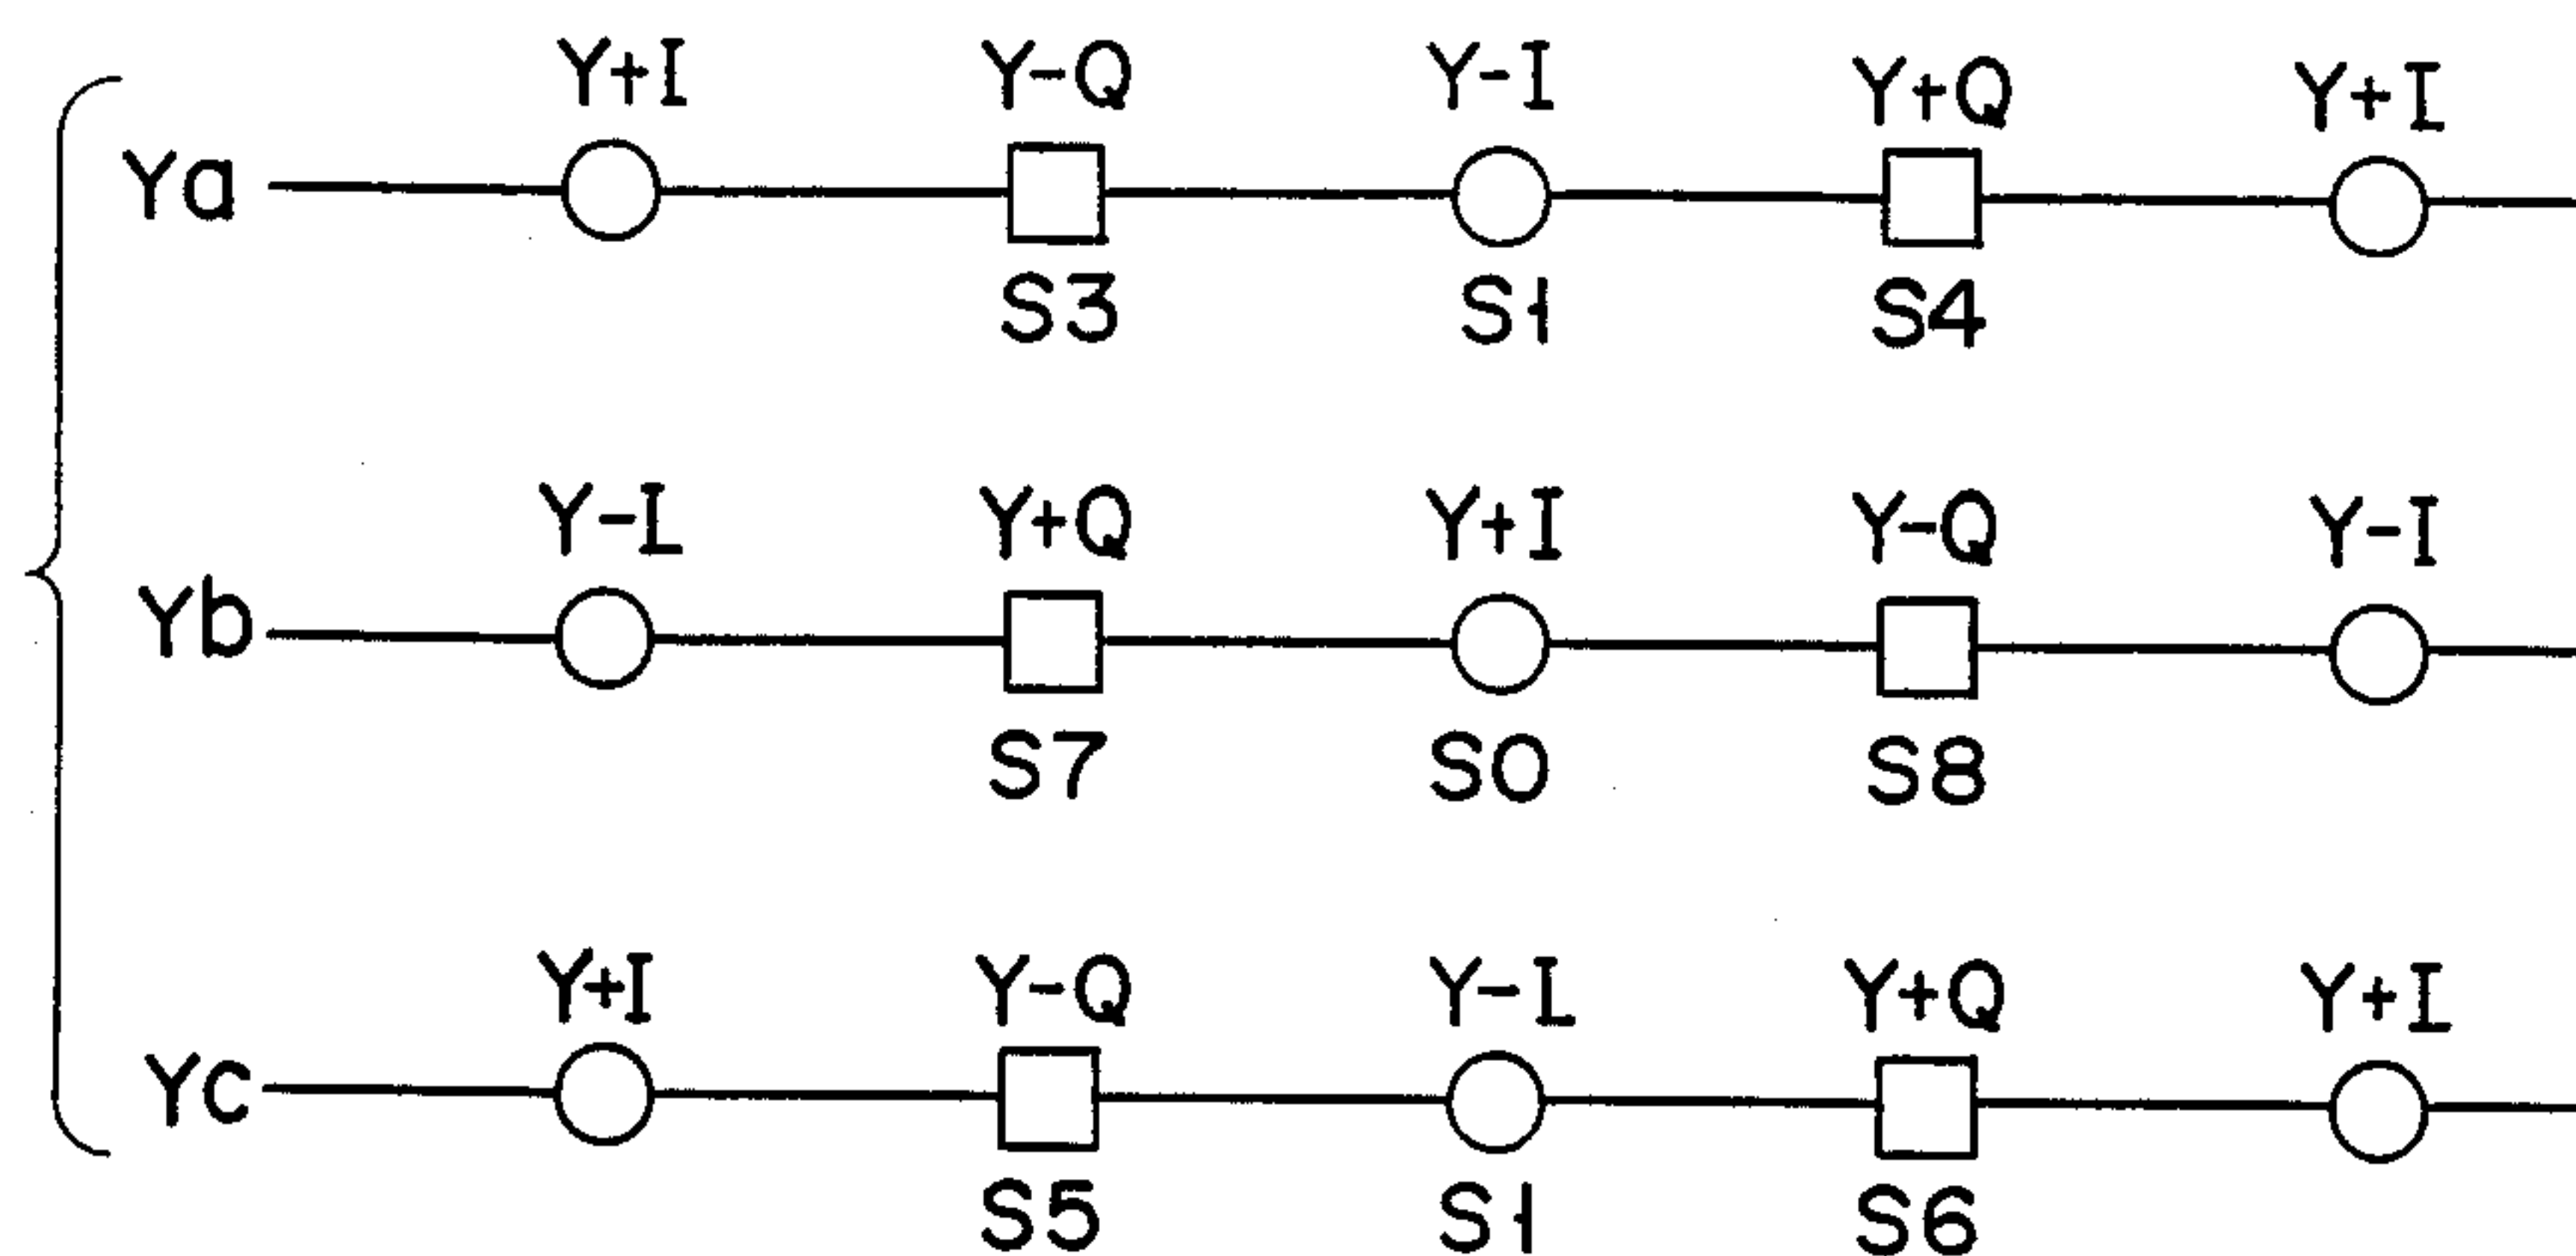 Y+I Y-Q Y-I Y+Q Y+I
Ya
S3 S1 S4
Y-L Y+Q Y+I Y-Q Y-I
Yb
S7 S0 S8
Y+I Y-Q Y-L Y+Q Y+I
Yc
S5 S1 S6